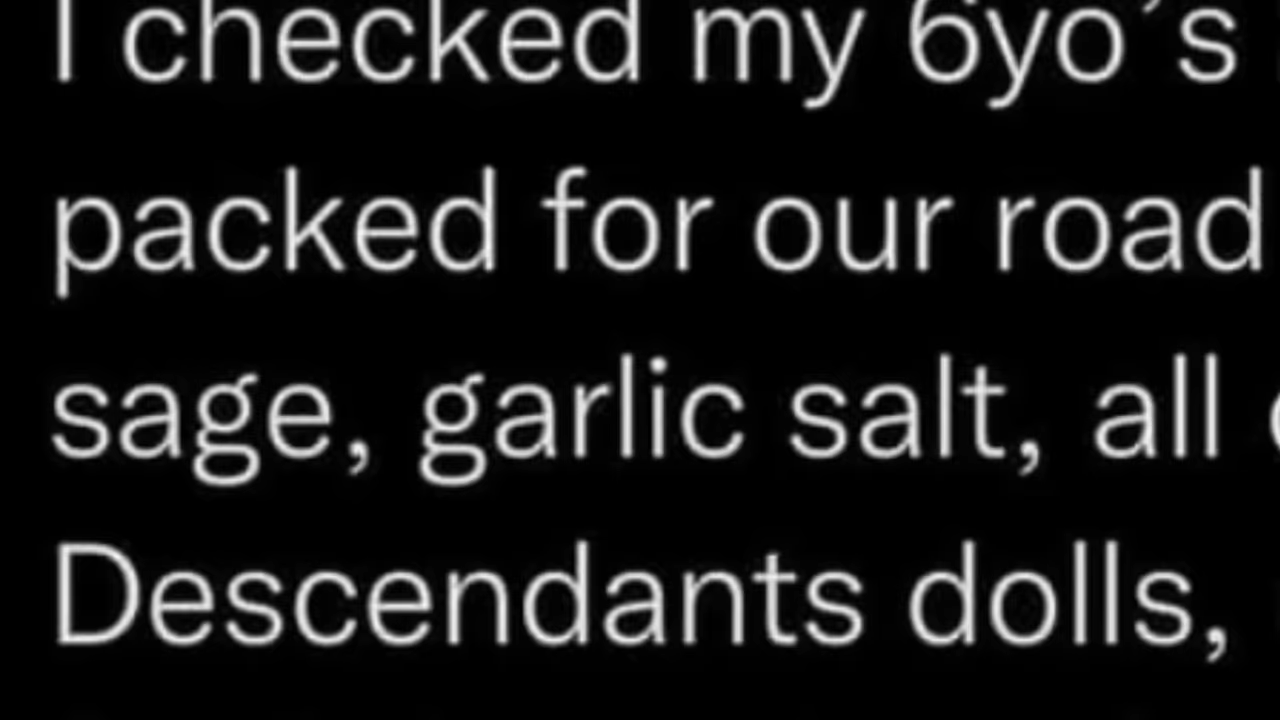 I checked my 6yo’s
packed for our road
sage, garlic salt, all
Descendants dolls,